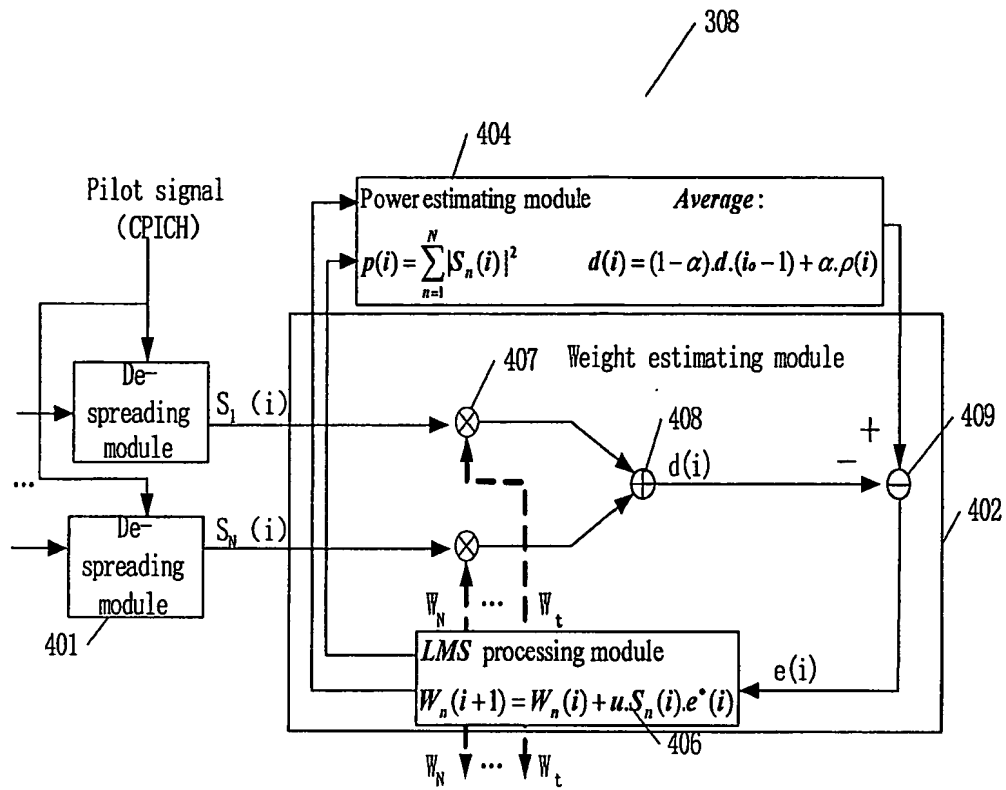 308
404
Pilot signal
(CPICH)
Power estimating module Average :
p(i) = \sum_{n=1}^{N} |S_n(i)|^2 d(i) = (1-α).d.(i_o-1) + α.ρ(i)
407
Weight estimating module
De-
spreading
module
S_1 (i)
408
d(i)
+
−
409
...
402
De-
spreading
module
S_N (i)
401
W_N ... W_t
LMS processing module
e(i)
W_n(i+1) = W_n(i) + u.S_n(i).e^*(i)
406
W_N ... W_t